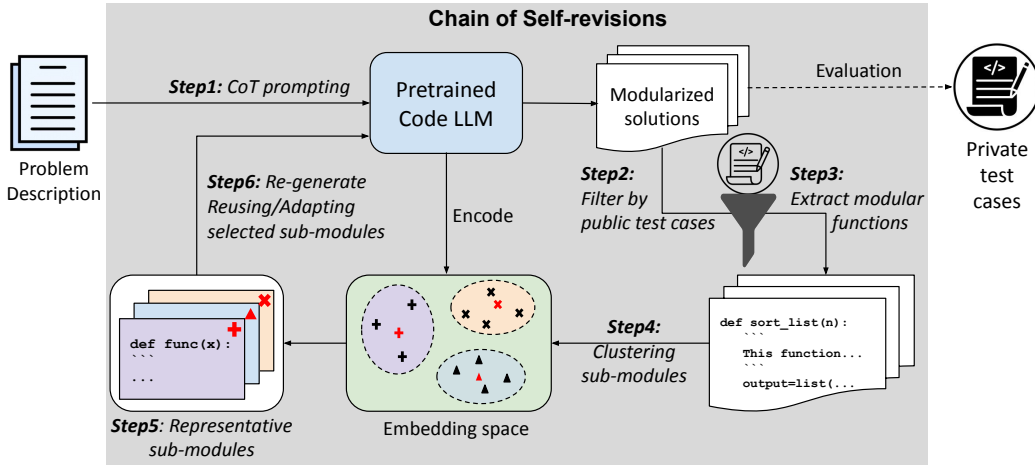 Chain of Self-revisions
Problem
Description
Step1: CoT prompting
Pretrained
Code LLM
Modularized
solutions
Evaluation
</>
Private
test
cases
Step2:
Filter by
public test cases
</>
Step3:
Extract modular
functions
def sort_list(n):
```
This function...
```
output=list(...
Step4:
Clustering
sub-modules
Encode
Embedding space
def func(x):
```
...
Step5: Representative
sub-modules
Step6: Re-generate
Reusing/Adapting
selected sub-modules